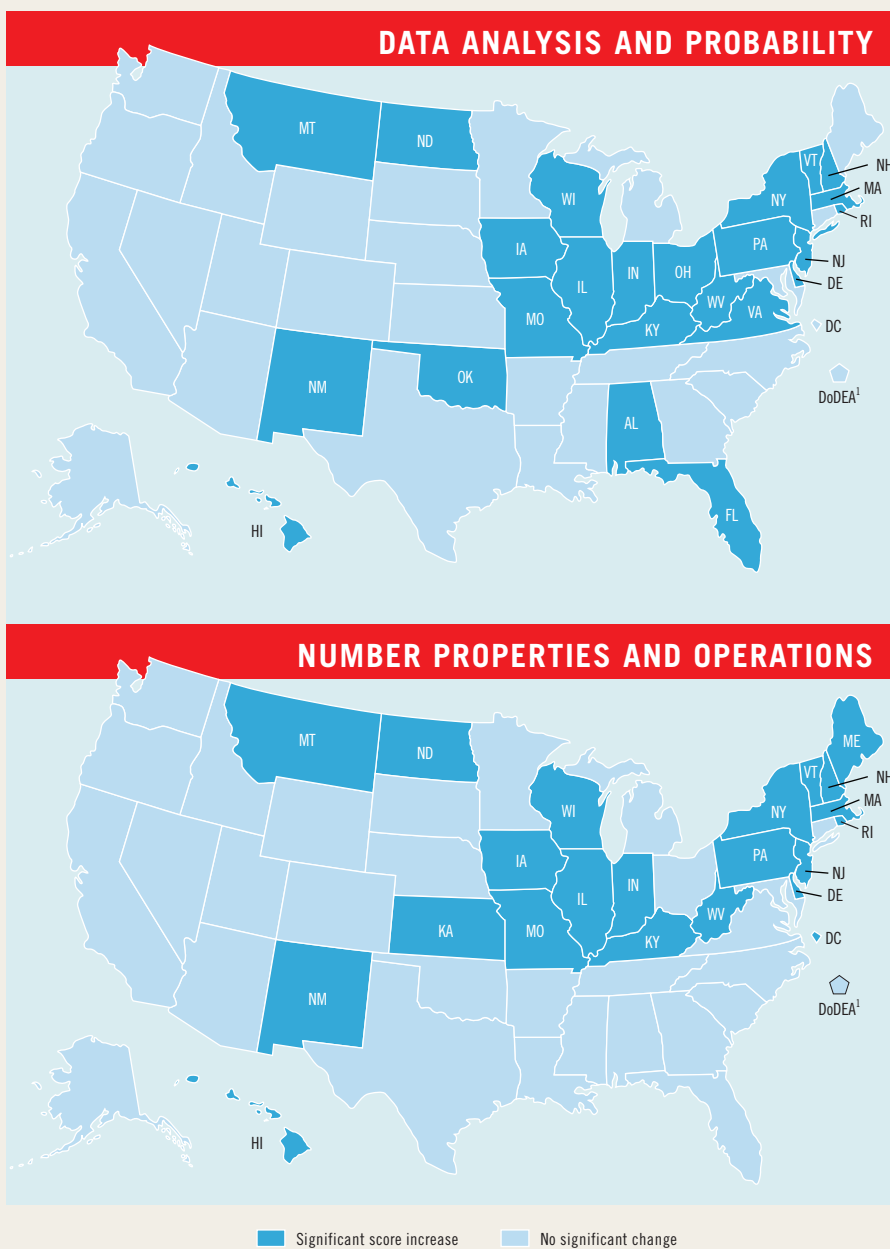 DATA ANALYSIS AND PROBABILITY
MT
ND
WI
VT
NH
MA
NY
RI
IA
PA
NJ
IL
IN
OH
DE
MO
WV
VA
KY
DC
NM
OK
DoDEA1
AL
FL
HI
NUMBER PROPERTIES AND OPERATIONS
MT
ND
ME
WI
VT
NH
MA
NY
RI
IA
PA
NJ
IL
IN
DE
KA
MO
WV
KY
DC
NM
DoDEA1
HI
Significant score increase
No significant change